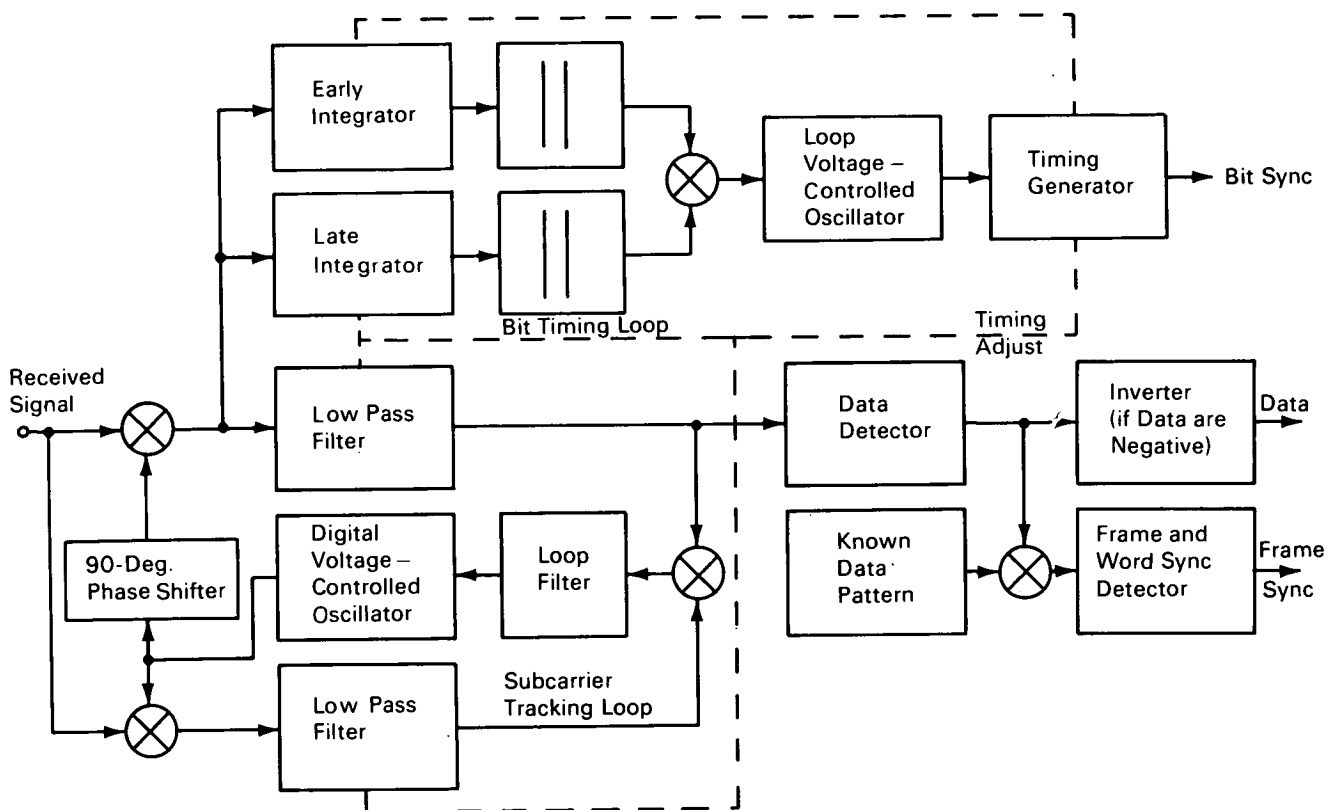 Early
Integrator
Loop
Voltage –
Controlled
Oscillator
Timing
Generator
Bit Sync
Late
Integrator
Bit Timing Loop
Timing
Adjust
Received
Signal
Low Pass
Filter
Data
Detector
Inverter
(if Data are
Negative)
Data
90-Deg.
Phase Shifter
Digital
Voltage –
Controlled
Oscillator
Loop
Filter
Known
Data
Pattern
Frame and
Word Sync
Detector
Frame
Sync
Low Pass
Filter
Subcarrier
Tracking Loop